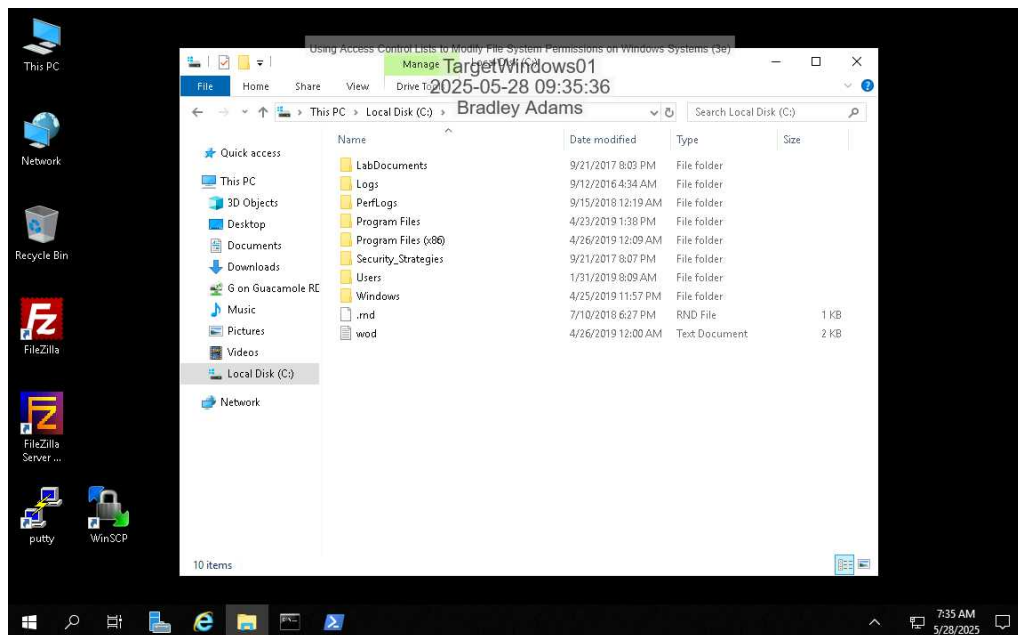 Using Access Control Lists to Modify File System Permissions on Windows Systems (3e)
TargetWindows01
2025-05-28 09:35:36
Bradley Adams
This PC
Network
Recycle Bin
FileZilla
FileZilla
Server ...
putty
WinSCP
Manage
Local Disk (C:)
File
Home
Share
View
Drive Tools
This PC > Local Disk (C:) >
Search Local Disk (C:)
Name
Date modified
Type
Size
Quick access
This PC
3D Objects
Desktop
Documents
Downloads
G on Guacamole RD
Music
Pictures
Videos
Local Disk (C:)
Network
LabDocuments 9/21/2017 8:03 PM File folder
Logs 9/12/2016 4:34 AM File folder
PerfLogs 9/15/2018 12:19 AM File folder
Program Files 4/23/2019 1:38 PM File folder
Program Files (x86) 4/26/2019 12:09 AM File folder
Security_Strategies 9/21/2017 8:07 PM File folder
Users 1/31/2019 8:09 AM File folder
Windows 4/25/2019 11:57 PM File folder
.rnd 7/10/2018 6:27 PM RND File 1 KB
wod 4/26/2019 12:00 AM Text Document 2 KB
10 items
7:35 AM
5/28/2025